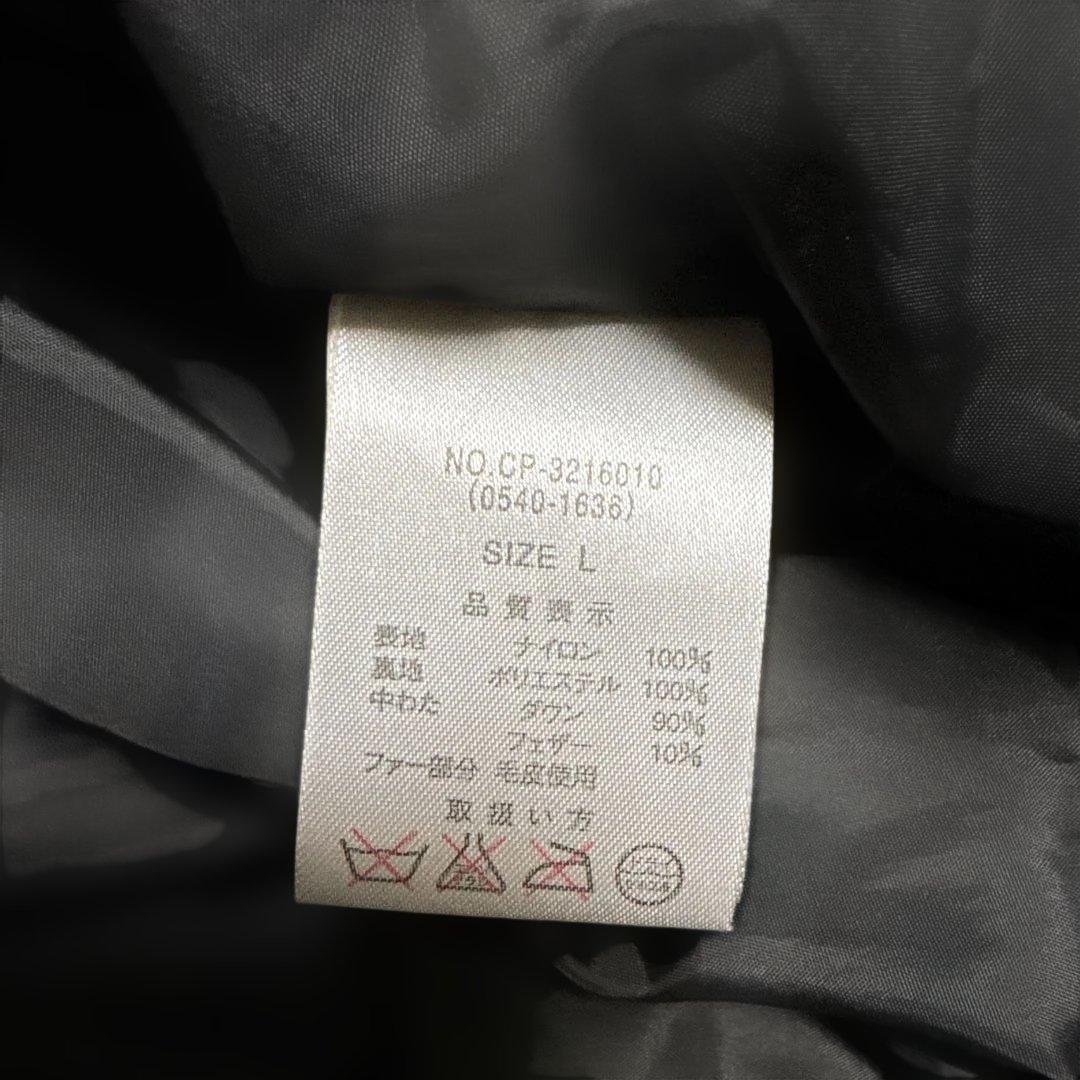 NO.CP-3216010
(0540-1636)
SIZE L
品質表示
表地 ナイロン 100%
裏地 ポリエステル 100%
中わた ダウン 90%
フェザー 10%
ファー部分 毛皮使用
取扱い方